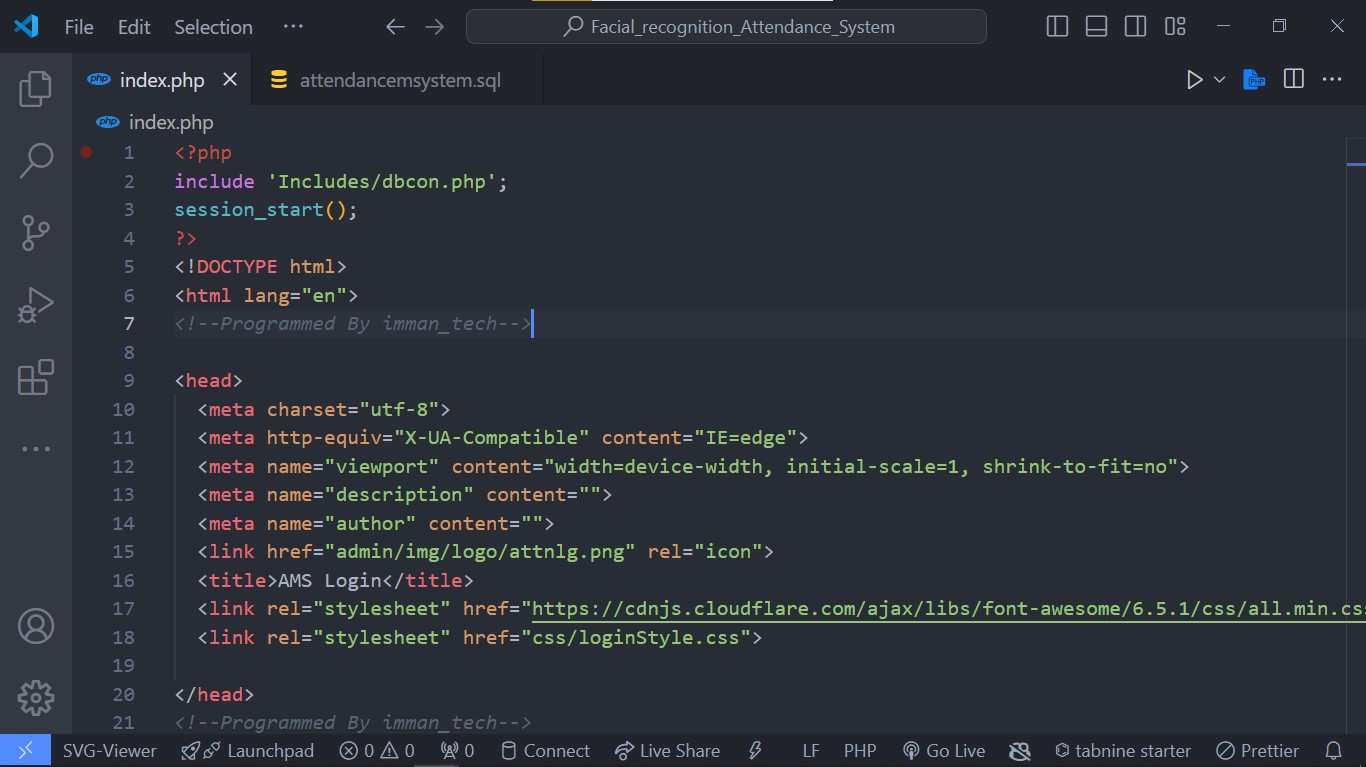 File Edit Selection ··· Facial_recognition_Attendance_System
php index.php attendancemsystem.sql PHP
php index.php
1 <?php
2 include 'Includes/dbcon.php';
3 session_start();
4 ?>
5 <!DOCTYPE html>
6 <html lang="en">
7 <!--Programmed By imman_tech-->
8
9 <head>
10 <meta charset="utf-8">
11 <meta http-equiv="X-UA-Compatible" content="IE=edge">
12 <meta name="viewport" content="width=device-width, initial-scale=1, shrink-to-fit=no">
13 <meta name="description" content="">
14 <meta name="author" content="">
15 <link href="admin/img/logo/attnlg.png" rel="icon">
16 <title>AMS Login</title>
17 <link rel="stylesheet" href="https://cdnjs.cloudflare.com/ajax/libs/font-awesome/6.5.1/css/all.min.cs
18 <link rel="stylesheet" href="css/loginStyle.css">
19
20 </head>
21 <!--Programmed By imman_tech-->
SVG-Viewer Launchpad 0 0 0 Connect Live Share LF PHP Go Live tabnine starter Prettier